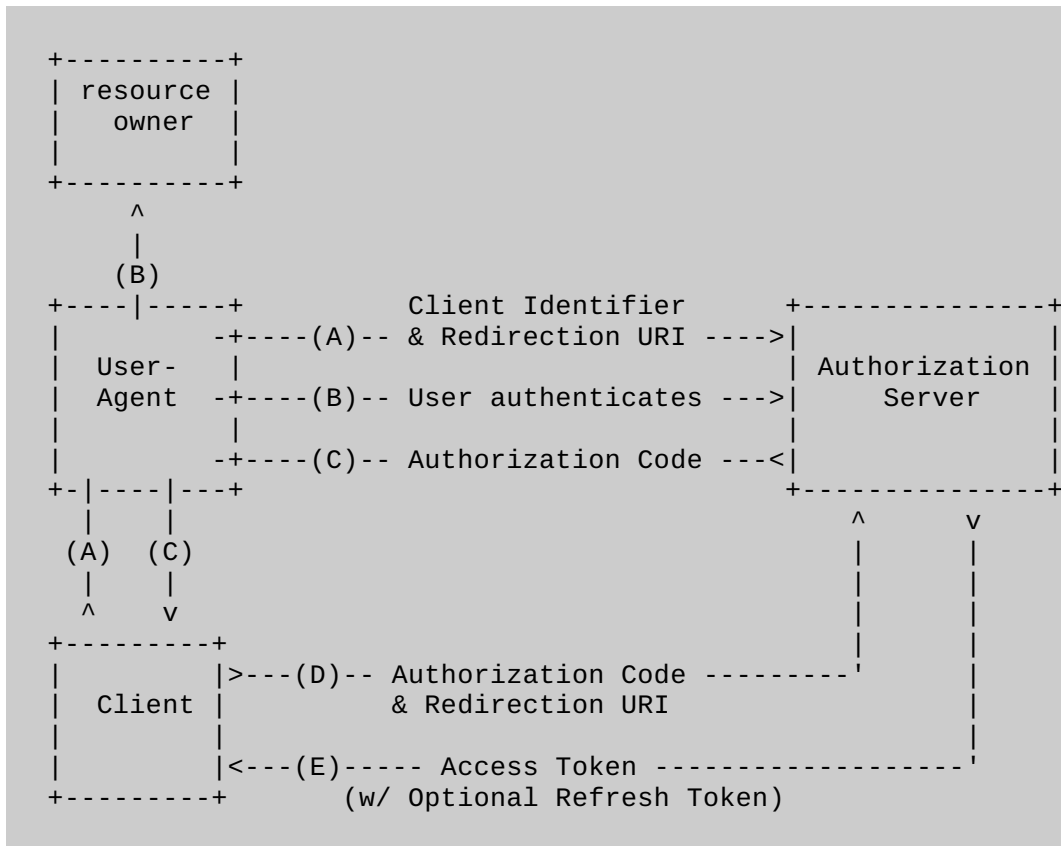 +----------+
| resource |
|   owner  |
|          |
+----------+
     ^
     |
    (B)
+----|-----+          Client Identifier      +---------------+
|         -+----(A)-- & Redirection URI ---->|               |
|  User-   |                                 | Authorization |
|  Agent  -+----(B)-- User authenticates --->|     Server    |
|          |                                 |               |
|         -+----(C)-- Authorization Code ---<|               |
+-|----|---+                                 +---------------+
  |    |                                         ^      v
 (A)  (C)                                        |      |
  |    |                                         |      |
  ^    v                                         |      |
+---------+                                      |      |
|         |>---(D)-- Authorization Code ---------'      |
|  Client |          & Redirection URI                  |
|         |                                             |
|         |<---(E)----- Access Token -------------------'
+---------+       (w/ Optional Refresh Token)